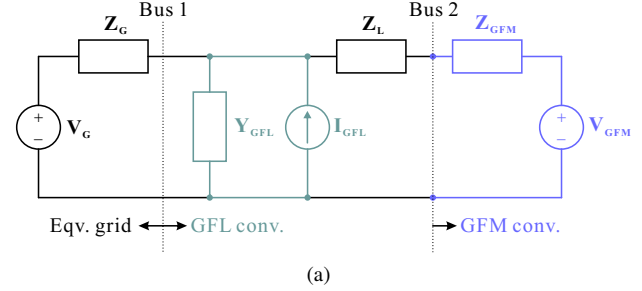 Bus 1
Bus 2
Z_G
Z_L
Z_GFM
V_G
+
−
Y_GFL
I_GFL
+
−
V_GFM
Eqv. grid
GFL conv.
GFM conv.
(a)